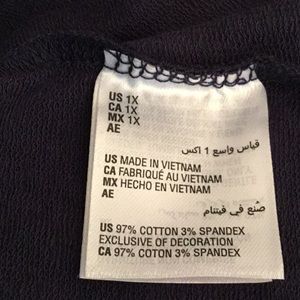 US 1X
CA 1X
MX 1X
AE
قياس واسع 1 اكس
US MADE IN VIETNAM
CA FABRIQUÉ AU VIETNAM
MX HECHO EN VIETNAM
AE
صُنع في فيتنام
US 97% COTTON 3% SPANDEX
EXCLUSIVE OF DECORATION
CA 97% COTON 3% SPANDEX